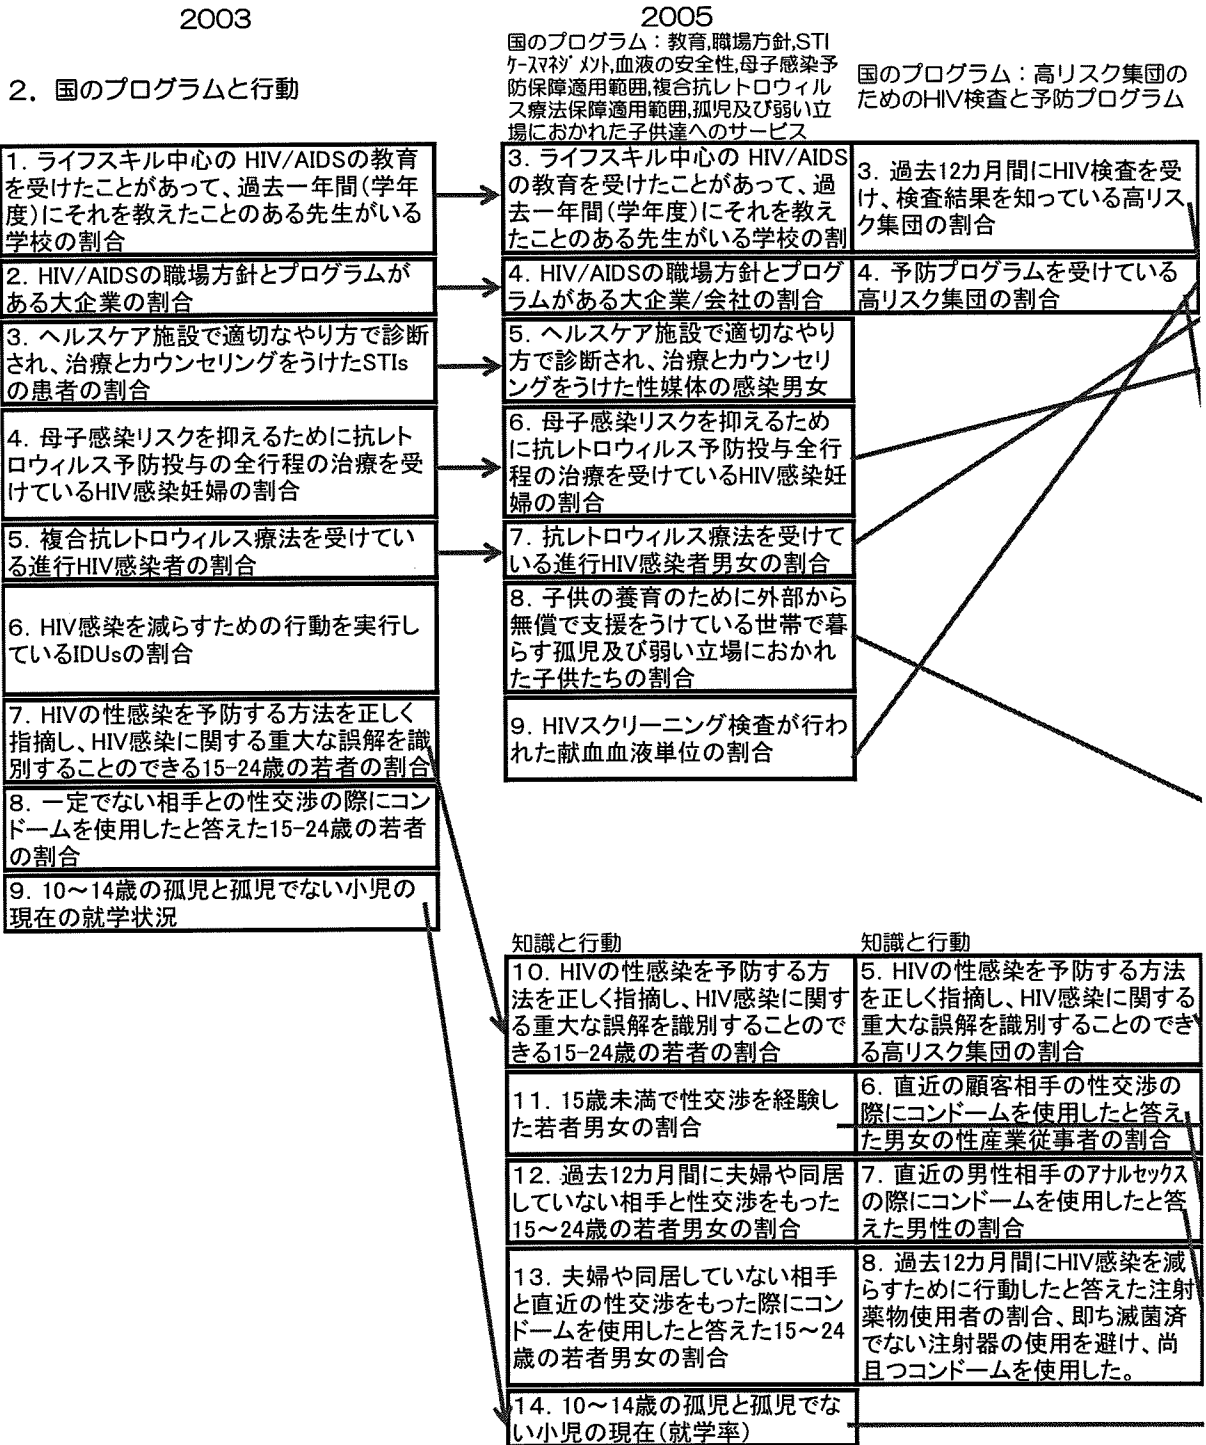 2003
2．国のプログラムと行動
1．ライフスキル中心の HIV/AIDSの教育
を受けたことがあって、過去一年間（学年
度）にそれを教えたことのある先生がいる
学校の割合
2．HIV/AIDSの職場方針とプログラムが
ある大企業の割合
3．ヘルスケア施設で適切なやり方で診断
され、治療とカウンセリングをうけたSTIs
の患者の割合
4．母子感染リスクを抑えるために抗レト
ロウィルス予防投与の全行程の治療を受
けているHIV感染妊婦の割合
5．複合抗レトロウィルス療法を受けてい
る進行HIV感染者の割合
6．HIV感染を減らすための行動を実行し
ているIDUsの割合
7．HIVの性感染を予防する方法を正しく
指摘し、HIV感染に関する重大な誤解を識
別することのできる15-24歳の若者の割合
8．一定でない相手との性交渉の際にコン
ドームを使用したと答えた15-24歳の若者
の割合
9．10～14歳の孤児と孤児でない小児の
現在の就学状況
2005
国のプログラム：教育,職場方針,STI
ｹｰｽﾏﾈｼﾞﾒﾝﾄ,血液の安全性,母子感染予
防保障適用範囲,複合抗レトロウィル
ス療法保障適用範囲,孤児及び弱い立
場におかれた子供達へのサービス
3．ライフスキル中心の HIV/AIDS
の教育を受けたことがあって、過
去一年間（学年度）にそれを教え
たことのある先生がいる学校の割
4．HIV/AIDSの職場方針とプログ
ラムがある大企業/会社の割合
5．ヘルスケア施設で適切なやり
方で診断され、治療とカウンセリ
ングをうけた性媒体の感染男女
6．母子感染リスクを抑えるため
に抗レトロウィルス予防投与全行
程の治療を受けているHIV感染妊
婦の割合
7．抗レトロウィルス療法を受けて
いる進行HIV感染者男女の割合
8．子供の養育のために外部から
無償で支援をうけている世帯で暮
らす孤児及び弱い立場におかれ
た子供たちの割合
9．HIVスクリーニング検査が行わ
れた献血血液単位の割合
国のプログラム：高リスク集団の
ためのHIV検査と予防プログラム
3．過去12カ月間にHIV検査を受
け、検査結果を知っている高リス
ク集団の割合
4．予防プログラムを受けている
高リスク集団の割合
知識と行動
10．HIVの性感染を予防する方
法を正しく指摘し、HIV感染に関す
る重大な誤解を識別することので
きる15-24歳の若者の割合
11．15歳未満で性交渉を経験し
た若者男女の割合
12．過去12カ月間に夫婦や同居
していない相手と性交渉をもった
15～24歳の若者男女の割合
13．夫婦や同居していない相手
と直近の性交渉をもった際にコン
ドームを使用したと答えた15～24
歳の若者男女の割合
14．10～14歳の孤児と孤児でな
い小児の現在（就学率）
知識と行動
5．HIVの性感染を予防する方法
を正しく指摘し、HIV感染に関する
重大な誤解を識別することのでき
る高リスク集団の割合
6．直近の顧客相手の性交渉の
際にコンドームを使用したと答え
た男女の性産業従事者の割合
7．直近の男性相手のｱﾅﾙｾｯｸｽ
の際にコンドームを使用したと答
えた男性の割合
8．過去12カ月間にHIV感染を減
らすために行動したと答えた注射
薬物使用者の割合、即ち滅菌済
でない注射器の使用を避け、尚
且つコンドームを使用した。